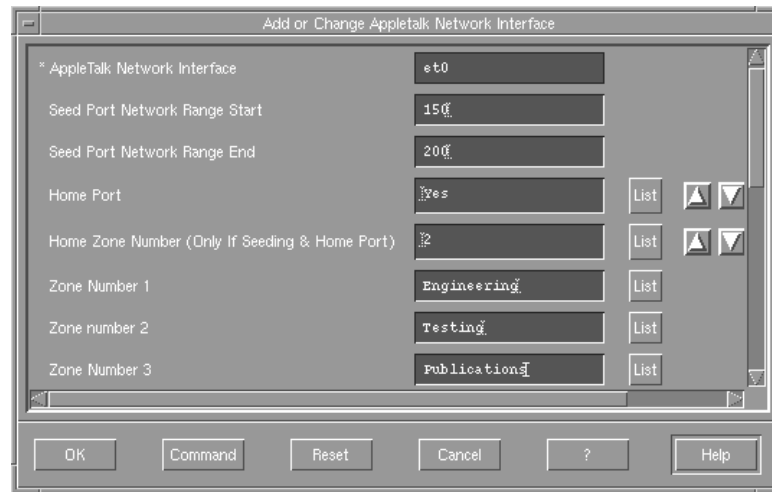 Add or Change Appletalk Network Interface
* AppleTalk Network Interface et0
Seed Port Network Range Start 150
Seed Port Network Range End 200
Home Port Yes List
Home Zone Number (Only If Seeding & Home Port) 2 List
Zone Number 1 Engineering List
Zone number 2 Testing List
Zone Number 3 Publications List
OK Command Reset Cancel ? Help